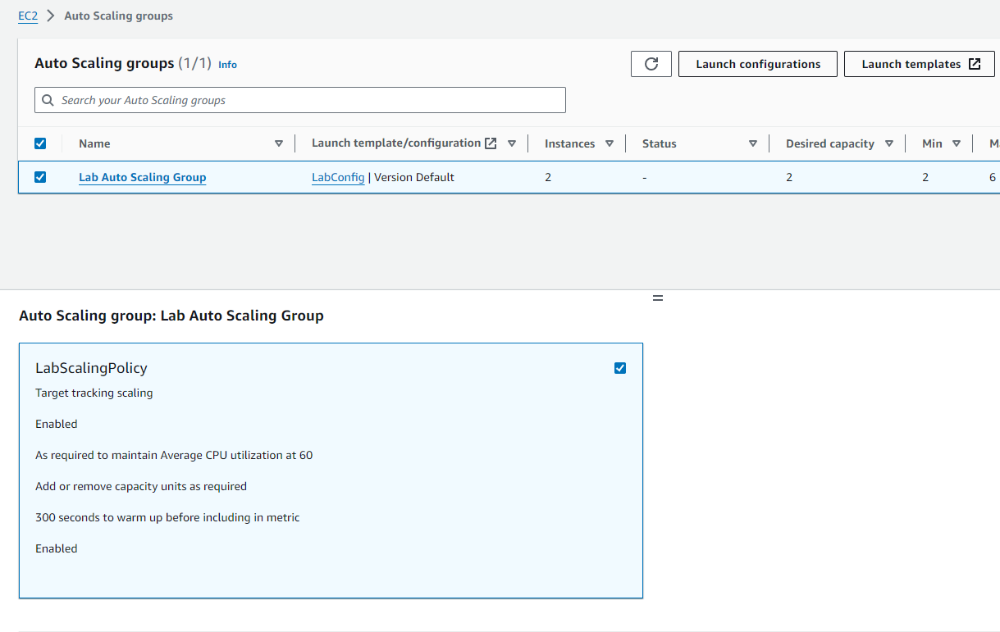 EC2 > Auto Scaling groups
Auto Scaling groups (1/1) Info
Launch configurations
Launch templates
Search your Auto Scaling groups
Name Launch template/configuration Instances Status Desired capacity Min
Lab Auto Scaling Group LabConfig | Version Default 2 - 2 2 6
Auto Scaling group: Lab Auto Scaling Group
LabScalingPolicy
Target tracking scaling
Enabled
As required to maintain Average CPU utilization at 60
Add or remove capacity units as required
300 seconds to warm up before including in metric
Enabled